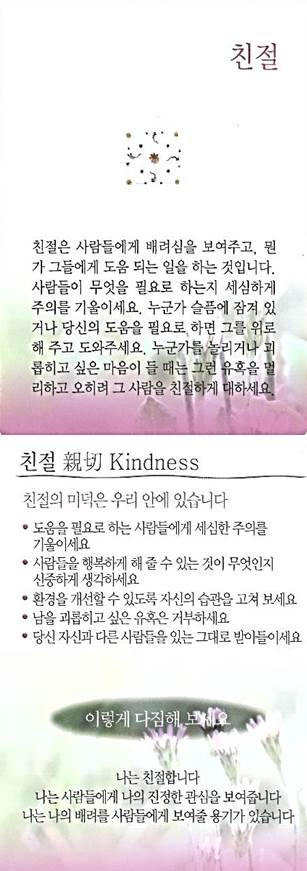 친절
친절은 사람들에게 배려심을 보여주고, 뭔
가 그들에게 도움 되는 일을 하는 것입니다.
사람들이 무엇을 필요로 하는지 세심하게
주의를 기울이세요. 누군가 슬픔에 잠겨 있
거나 당신의 도움을 필요로 하면 그를 위로
해 주고 도와주세요. 누군가를 놀리거나 괴
롭히고 싶은 마음이 들 때는 그런 유혹을 멀
리하고 오히려 그 사람을 친절하게 대하세요.
친절 親切 Kindness
친절의 미덕은 우리 안에 있습니다
• 도움을 필요로 하는 사람들에게 세심한 주의를
기울이세요
• 사람들을 행복하게 해 줄 수 있는 것이 무엇인지
신중하게 생각하세요
• 환경을 개선할 수 있도록 자신의 습관을 고쳐 보세요
• 남을 괴롭히고 싶은 유혹은 거부하세요
• 당신 자신과 다른 사람들을 있는 그대로 받아들이세요
이렇게 다짐해 보세요
나는 친절합니다
나는 사람들에게 나의 진정한 관심을 보여줍니다
나는 나의 배려를 사람들에게 보여줄 용기가 있습니다